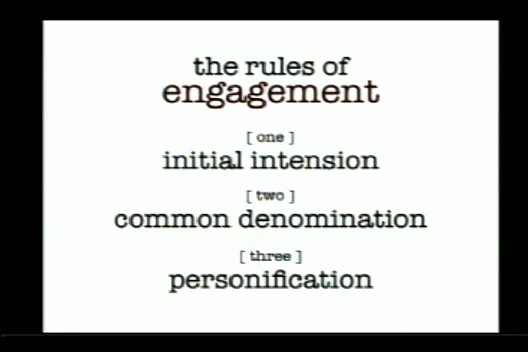 the rules of
engagement
[ one ]
initial intension
[ two ]
common denomination
[ three ]
personification